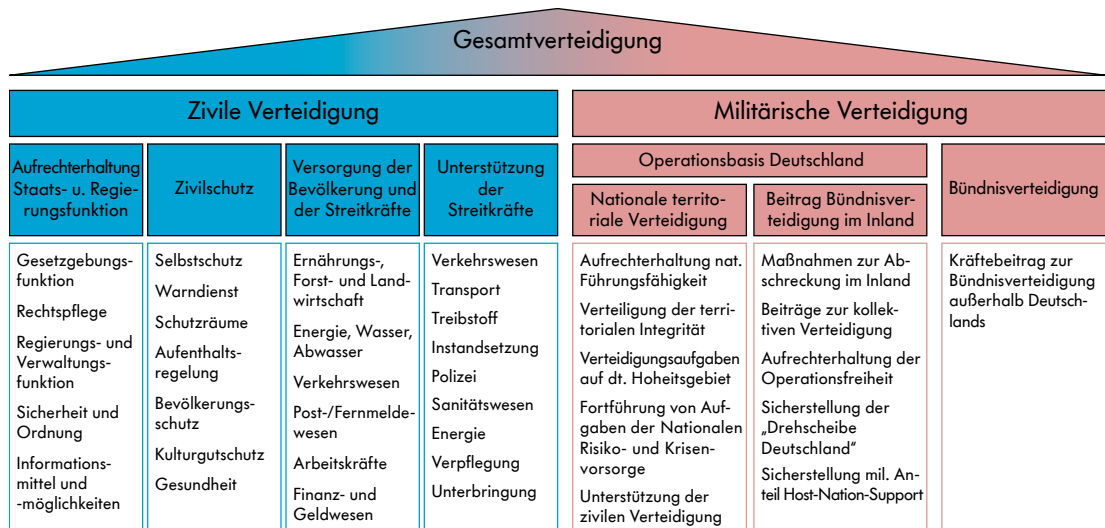 Gesamtverteidigung
Zivile Verteidigung
Militärische Verteidigung
Aufrechterhaltung
Staats- u. Regie-
rungsfunktion
Zivilschutz
Versorgung der
Bevölkerung und
der Streitkräfte
Unterstützung
der
Streitkräfte
Operationsbasis Deutschland
Nationale territo-
riale Verteidigung
Beitrag Bündnisver-
teidigung im Inland
Bündnisverteidigung
Gesetzgebungs-
funktion
Rechtspflege
Regierungs- und
Verwaltungs-
funktion
Sicherheit und
Ordnung
Informations-
mittel und
-möglichkeiten
Selbstschutz
Warndienst
Schutzräume
Aufenthalts-
regelung
Bevölkerungs-
schutz
Kulturgutschutz
Gesundheit
Ernährungs-,
Forst- und Land-
wirtschaft
Energie, Wasser,
Abwasser
Verkehrswesen
Post-/Fernmelde-
wesen
Arbeitskräfte
Finanz- und
Geldwesen
Verkehrswesen
Transport
Treibstoff
Instandsetzung
Polizei
Sanitätswesen
Energie
Verpflegung
Unterbringung
Aufrechterhaltung nat.
Führungsfähigkeit
Verteiligung der terri-
torialen Integrität
Verteidigungsaufgaben
auf dt. Hoheitsgebiet
Fortführung von Auf-
gaben der Nationalen
Risiko- und Krisen-
vorsorge
Unterstützung der
zivilen Verteidigung
Maßnahmen zur Ab-
schreckung im Inland
Beiträge zur kollek-
tiven Verteidigung
Aufrechterhaltung der
Operationsfreiheit
Sicherstellung der
„Drehscheibe
Deutschland“
Sicherstellung mil. An-
teil Host-Nation-Support
Kräftebeitrag zur
Bündnisverteidigung
außerhalb Deutsch-
lands